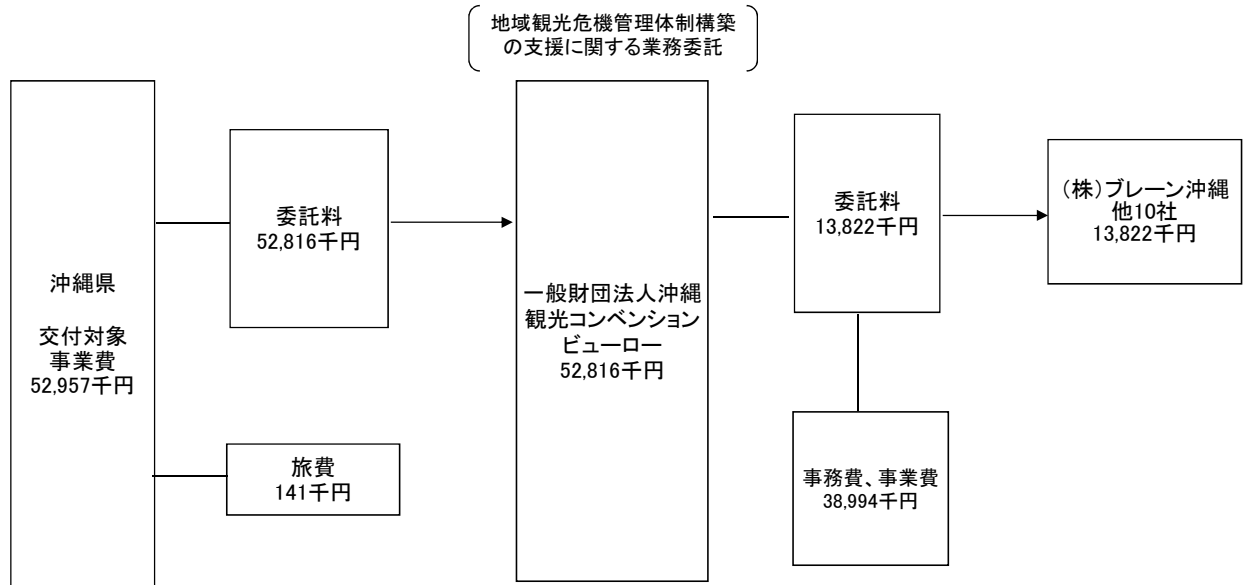 地域観光危機管理体制構築
の支援に関する業務委託
沖縄県
交付対象
事業費
52,957千円
委託料
52,816千円
旅費
141千円
一般財団法人沖縄
観光コンベンション
ビューロー
52,816千円
委託料
13,822千円
事務費、事業費
38,994千円
(株)ブレーン沖縄
他10社
13,822千円